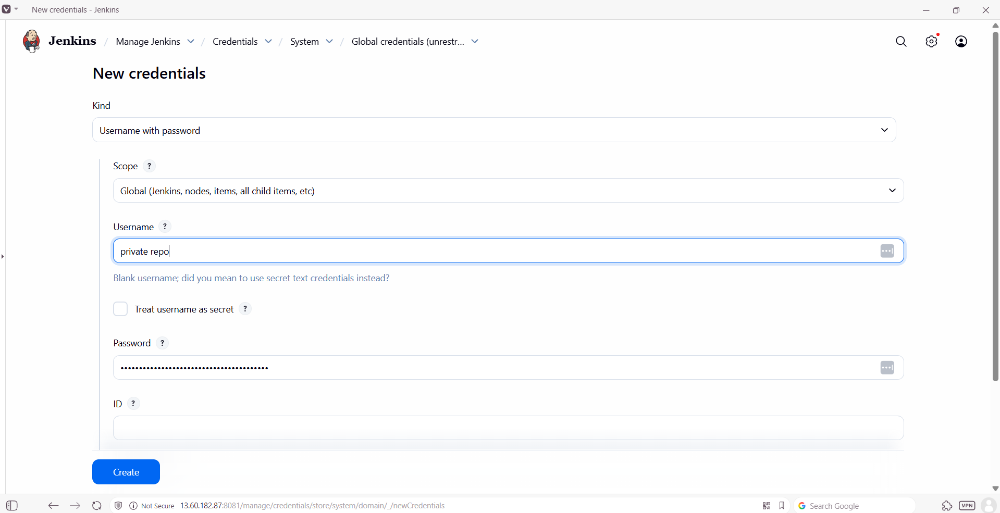 New credentials - Jenkins
Jenkins / Manage Jenkins / Credentials / System / Global credentials (unrestr...
New credentials
Kind
Username with password
Scope ?
Global (Jenkins, nodes, items, all child items, etc)
Username ?
private repo
Blank username; did you mean to use secret text credentials instead?
Treat username as secret ?
Password ?
••••••••••••••••••••••••••••••••••••••••
ID ?
Create
Not Secure 13.60.182.87:8081/manage/credentials/store/system/domain/_/newCredentials
Search Google
VPN